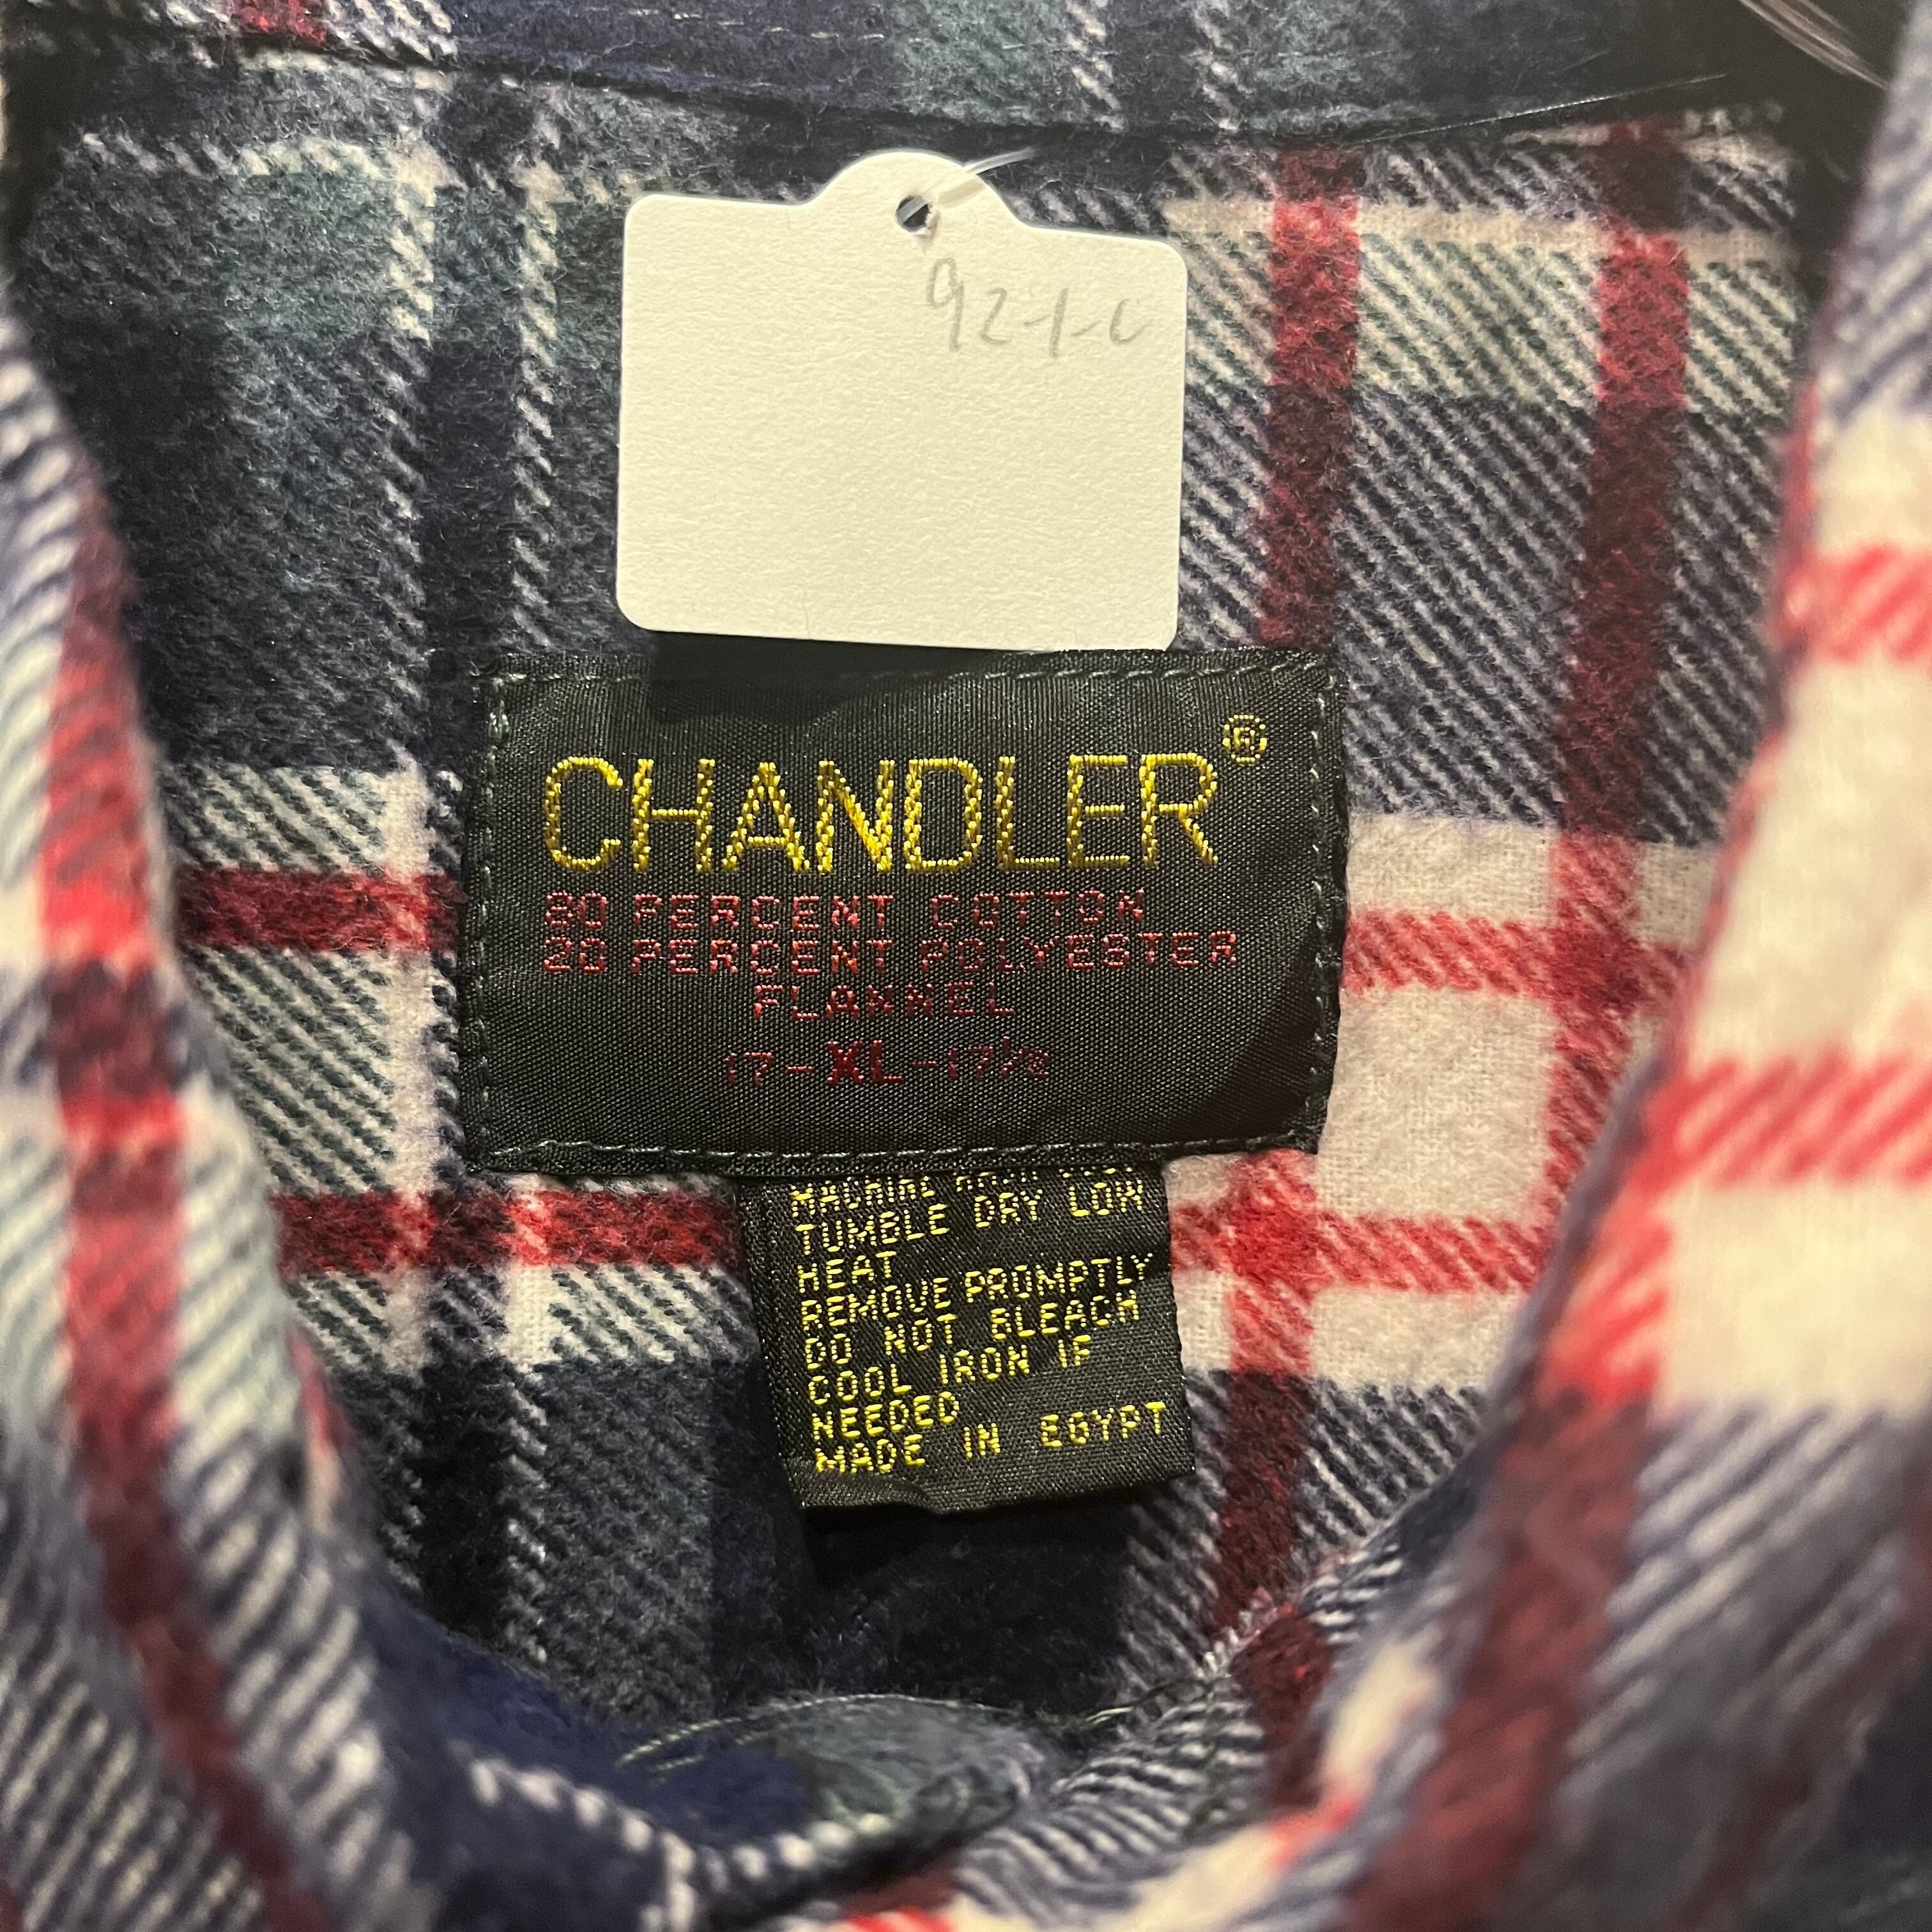 CHANDLER®
80 PERCENT COTTON
20 PERCENT POLYESTER
FLANNEL
17-XL-17½
MACHINE
TUMBLE DRY LOW
HEAT
REMOVE PROMPTLY
DO NOT BLEACH
COOL IRON IF
NEEDED
MADE IN EGYPT